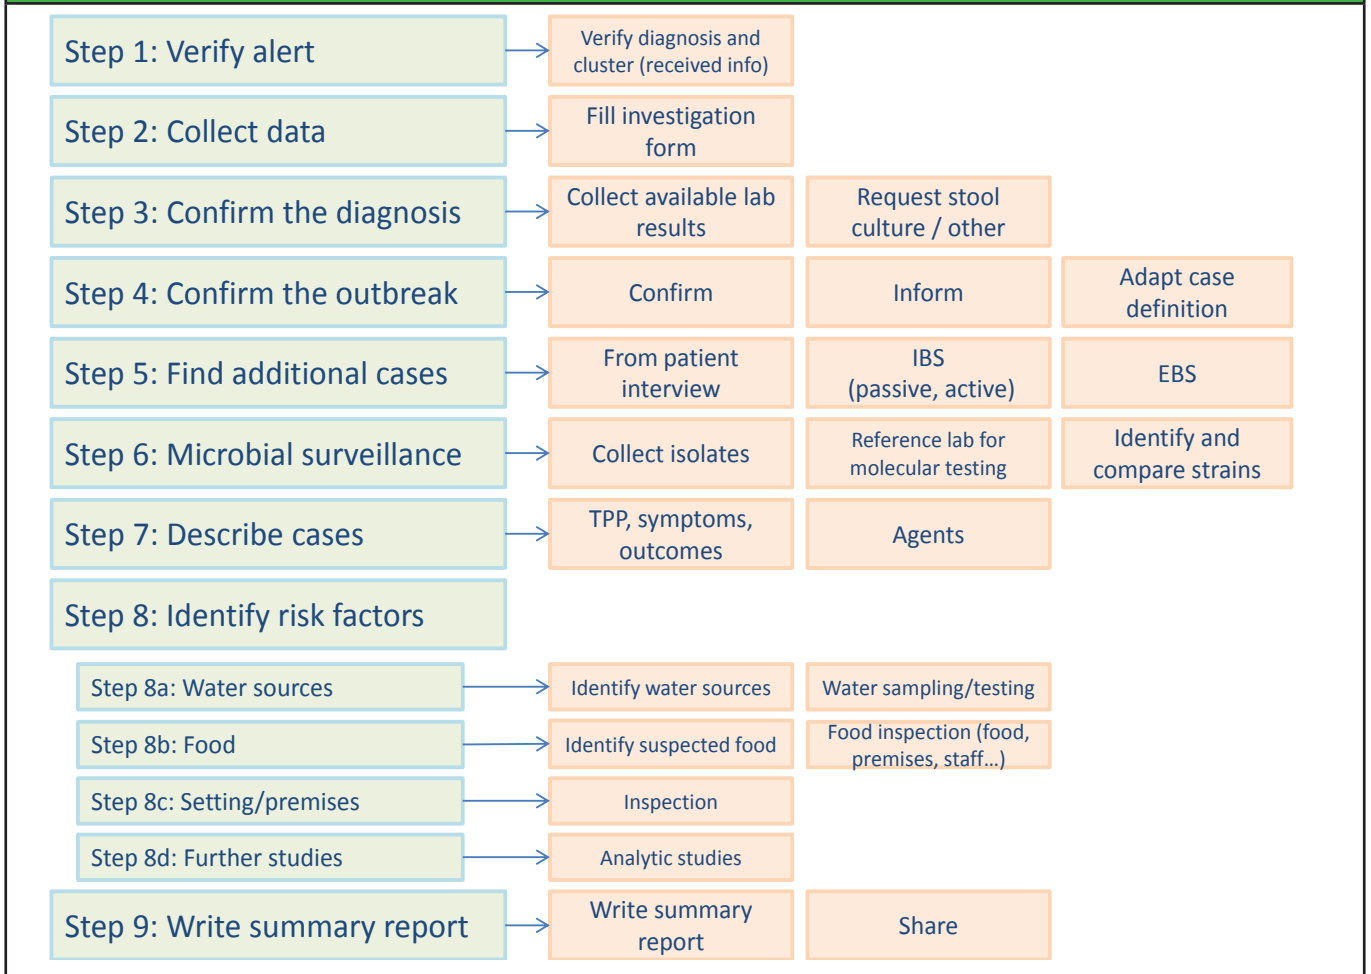 Step 1: Verify alert
Verify diagnosis and
cluster (received info)
Step 2: Collect data
Fill investigation
form
Step 3: Confirm the diagnosis
Collect available lab
results
Request stool
culture / other
Step 4: Confirm the outbreak
Confirm
Inform
Adapt case
definition
Step 5: Find additional cases
From patient
interview
IBS
(passive, active)
EBS
Step 6: Microbial surveillance
Collect isolates
Reference lab for
molecular testing
Identify and
compare strains
Step 7: Describe cases
TPP, symptoms,
outcomes
Agents
Step 8: Identify risk factors
Step 8a: Water sources
Identify water sources
Water sampling/testing
Step 8b: Food
Identify suspected food
Food inspection (food,
premises, staff…)
Step 8c: Setting/premises
Inspection
Step 8d: Further studies
Analytic studies
Step 9: Write summary report
Write summary
report
Share